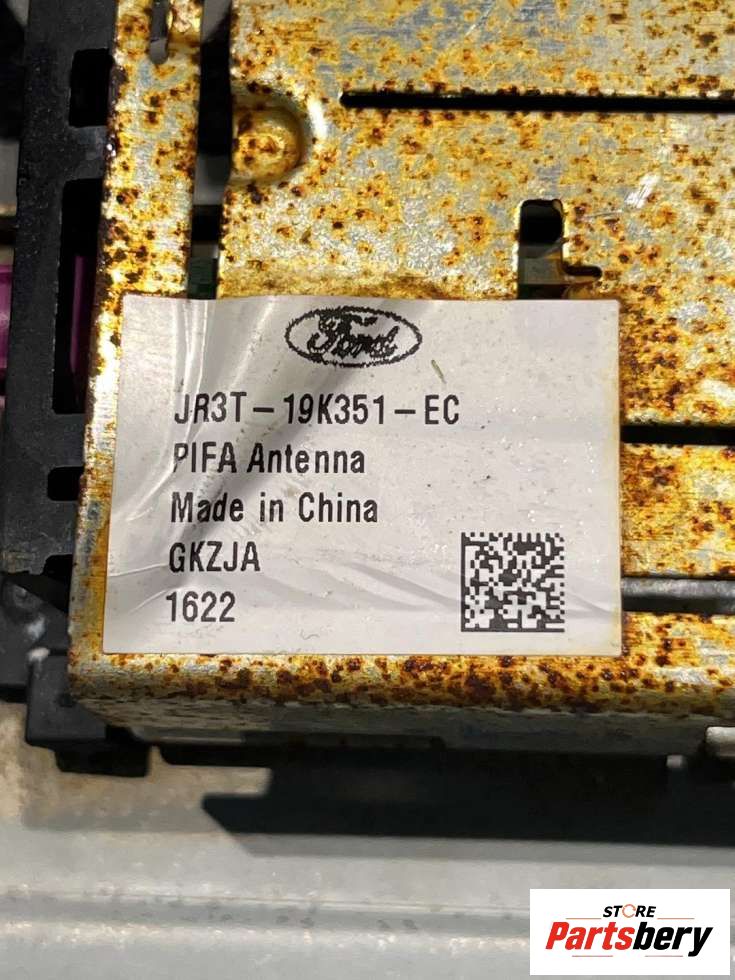 Ford
JR3T-19K351-EC
PIFA Antenna
Made in China
GKZJA
1622
STORE
Partsbery